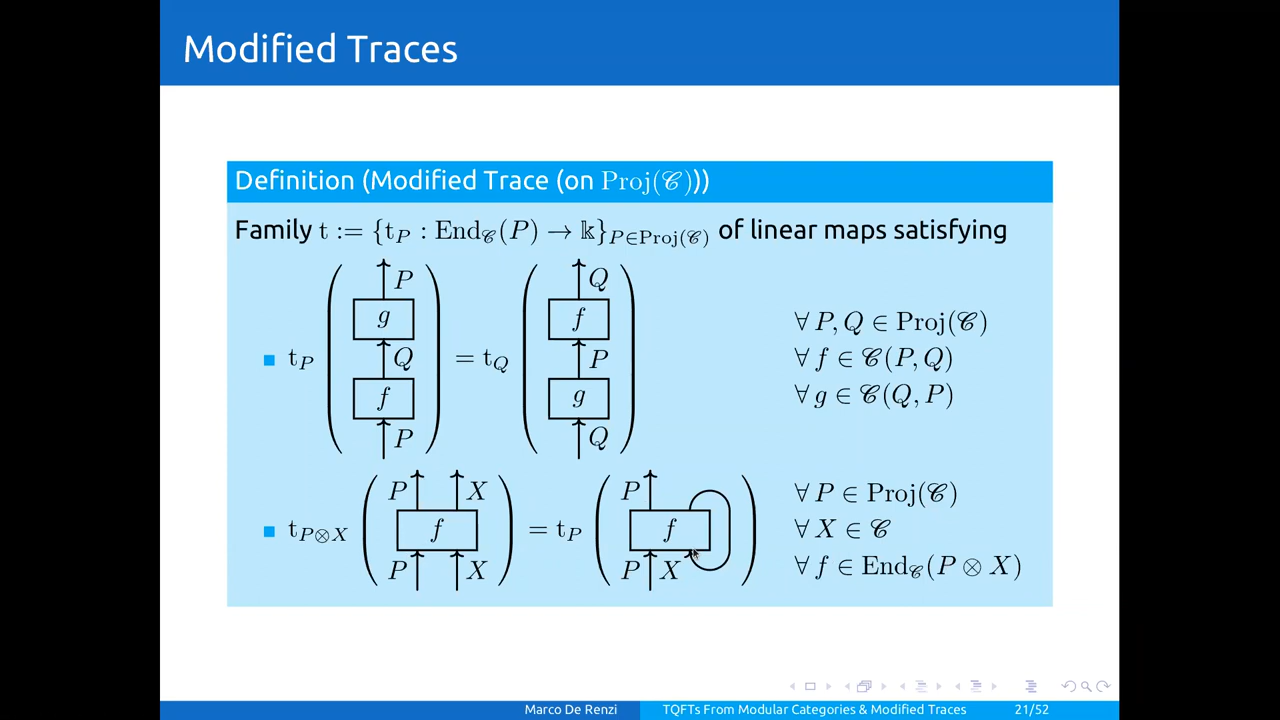 Modified Traces
Definition (Modified Trace (on Proj(𝒞)))
Family t := {t_P : End_𝒞(P) → 𝕜}_{P∈Proj(𝒞)} of linear maps satisfying
t_P ( P g Q f P ) = t_Q ( Q f P g Q )
∀ P, Q ∈ Proj(𝒞)
∀ f ∈ 𝒞(P, Q)
∀ g ∈ 𝒞(Q, P)
t_{P⊗X} ( P X f P X ) = t_P ( P f P X )
∀ P ∈ Proj(𝒞)
∀ X ∈ 𝒞
∀ f ∈ End_𝒞(P ⊗ X)
Marco De Renzi
TQFTs From Modular Categories & Modified Traces
21/52